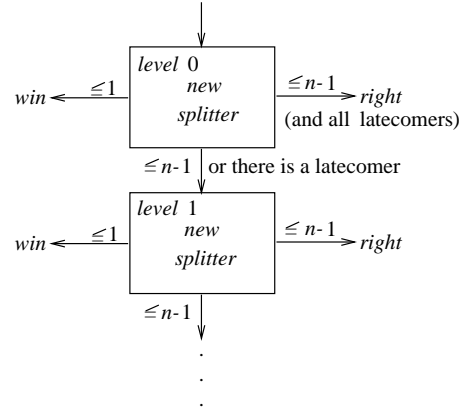 level 0
≦1
new
≦ n-1
win
right
splitter
(and all latecomers)
≦ n-1 or there is a latecomer
level 1
≦1
new
≦ n-1
win
right
splitter
≦ n-1
.
.
.